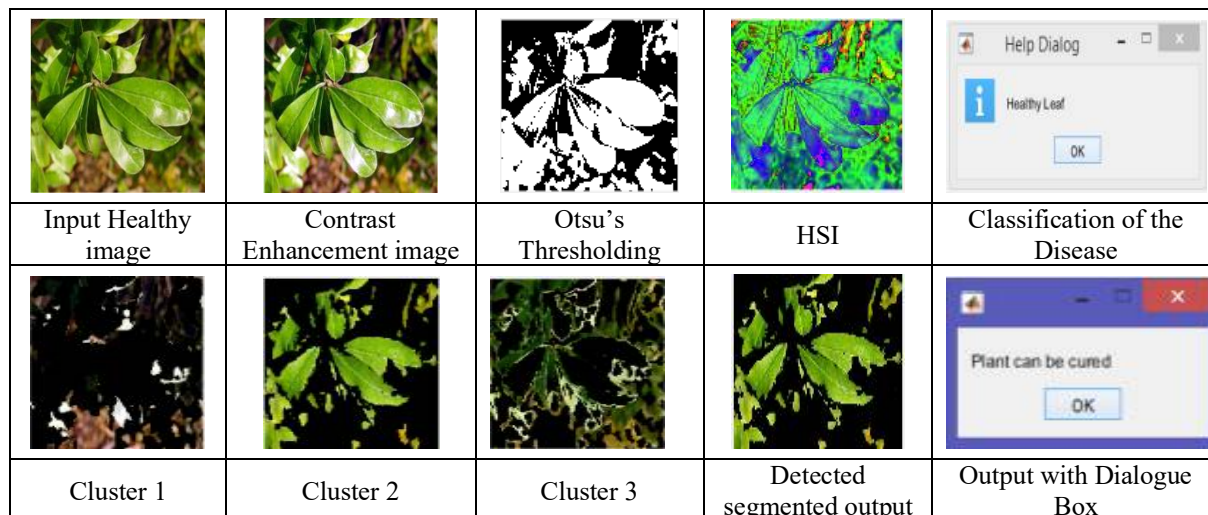 Help Dialog
Healthy Leaf
OK
Input Healthy
image
Contrast
Enhancement image
Otsu's
Thresholding
HSI
Classification of the
Disease
Plant can be cured
OK
Cluster 1
Cluster 2
Cluster 3
Detected
segmented output
Output with Dialogue
Box